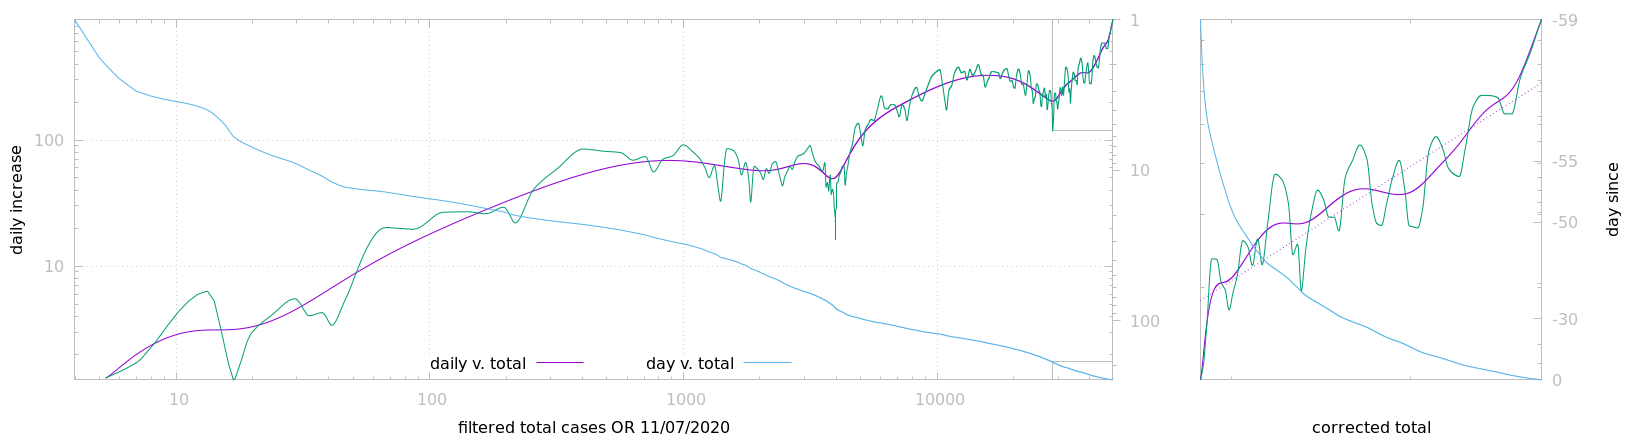 1
-59
100
10
-55
-50
10
100
-30
0
daily increase
day since
daily v. total
day v. total
10
100
1000
10000
filtered total cases OR 11/07/2020
corrected total